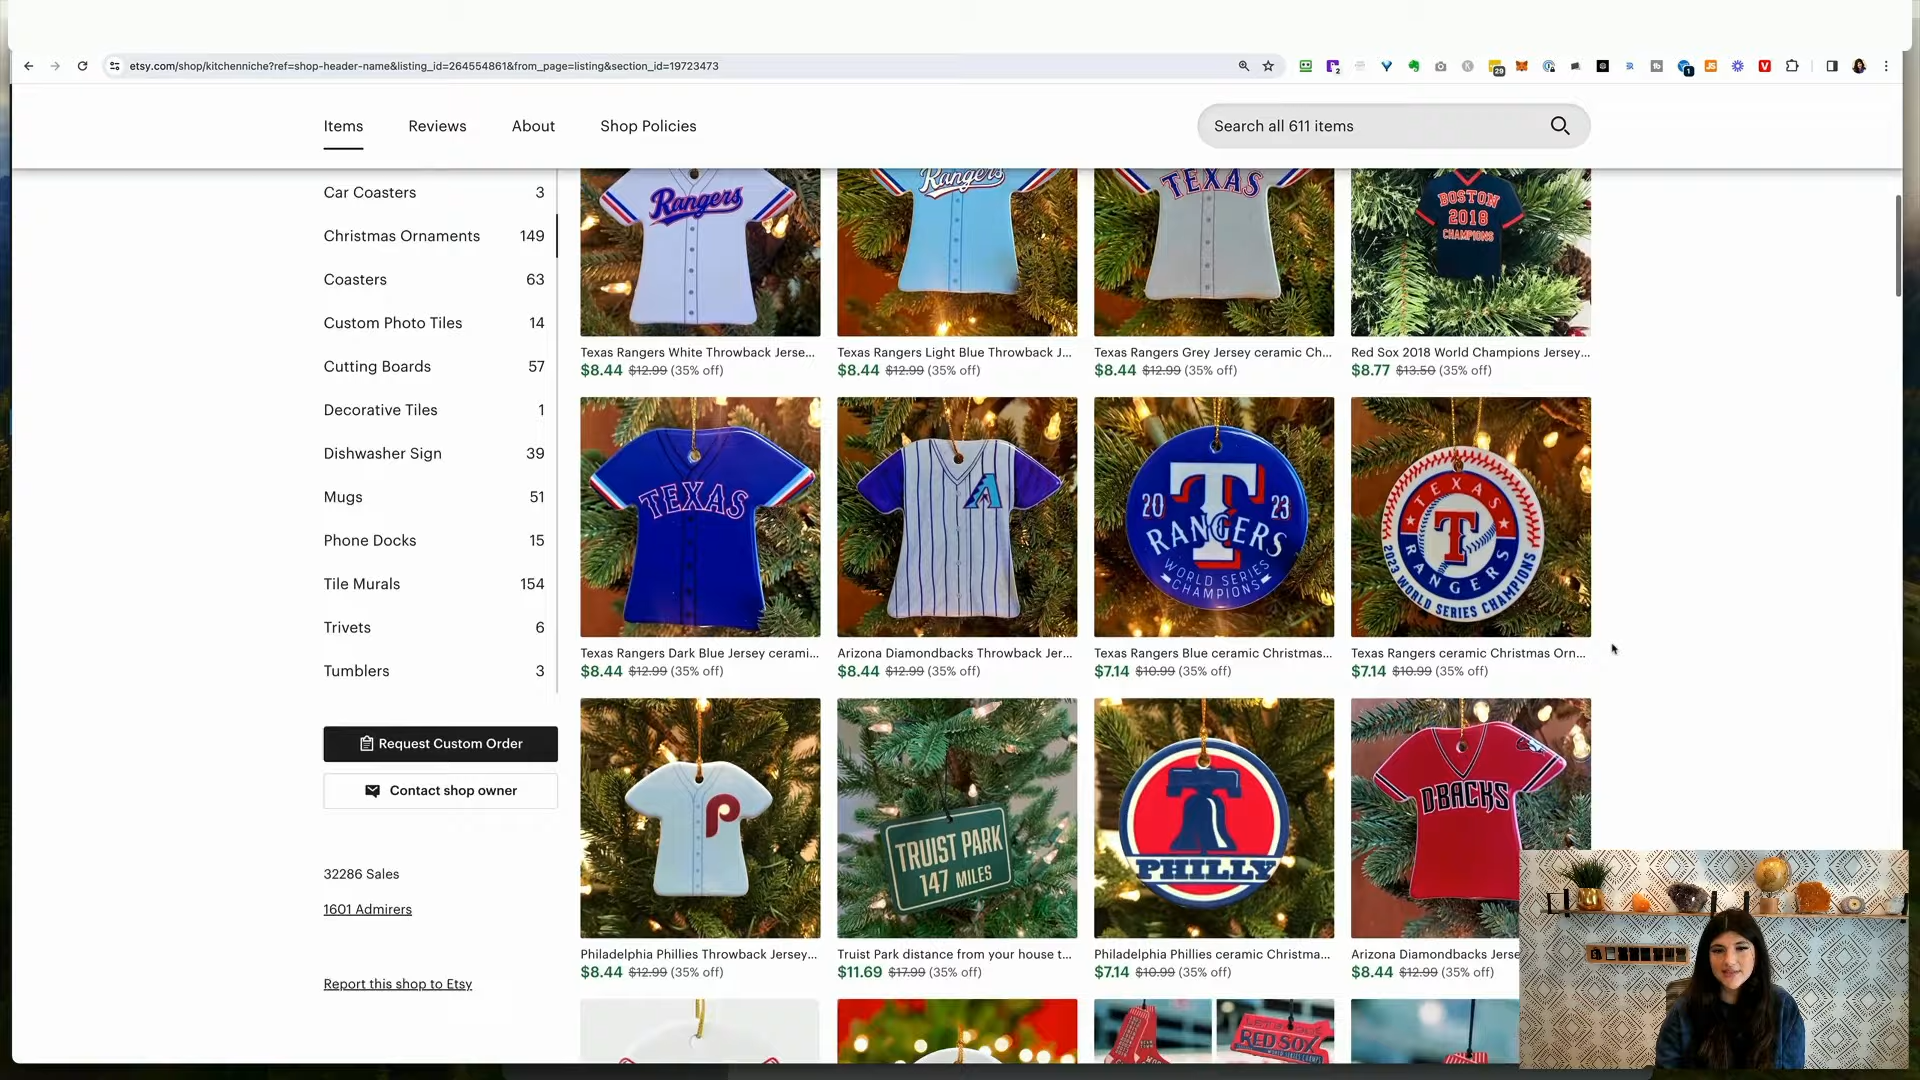 etsy.com/shop/kitchenniche?ref=shop-header-name&listing_id=264554861&from_page=listing&section_id=19723473
29
2
1
Items
Reviews
About
Shop Policies
Search all 611 items
Car Coasters 3
Christmas Ornaments 149
Coasters 63
Custom Photo Tiles 14
Cutting Boards 57
Decorative Tiles 1
Dishwasher Sign 39
Mugs 51
Phone Docks 15
Tile Murals 154
Trivets 6
Tumblers 3
Request Custom Order
Contact shop owner
32286 Sales
1601 Admirers
Report this shop to Etsy
Rangers
Rangers
TEXAS
BOSTON
2018
CHAMPIONS
Texas Rangers White Throwback Jerse...
$8.44 $12.99 (35% off)
Texas Rangers Light Blue Throwback J...
$8.44 $12.99 (35% off)
Texas Rangers Grey Jersey ceramic Ch...
$8.44 $12.99 (35% off)
Red Sox 2018 World Champions Jersey...
$8.77 $13.50 (35% off)
TEXAS
A
20 T 23
RANGERS
WORLD SERIES
CHAMPIONS
TEXAS
T
RANGERS
2023 WORLD SERIES CHAMPIONS
Texas Rangers Dark Blue Jersey cerami...
$8.44 $12.99 (35% off)
Arizona Diamondbacks Throwback Jer...
$8.44 $12.99 (35% off)
Texas Rangers Blue ceramic Christmas...
$7.14 $10.99 (35% off)
Texas Rangers ceramic Christmas Orn...
$7.14 $10.99 (35% off)
P
TRUIST PARK
147 MILES
PHILLY
DBACKS
Philadelphia Phillies Throwback Jersey...
$8.44 $12.99 (35% off)
Truist Park distance from your house t...
$11.69 $17.99 (35% off)
Philadelphia Phillies ceramic Christma...
$7.14 $10.99 (35% off)
Arizona Diamondbacks Jerse
$8.44 $12.99 (35% off)
RED SOX